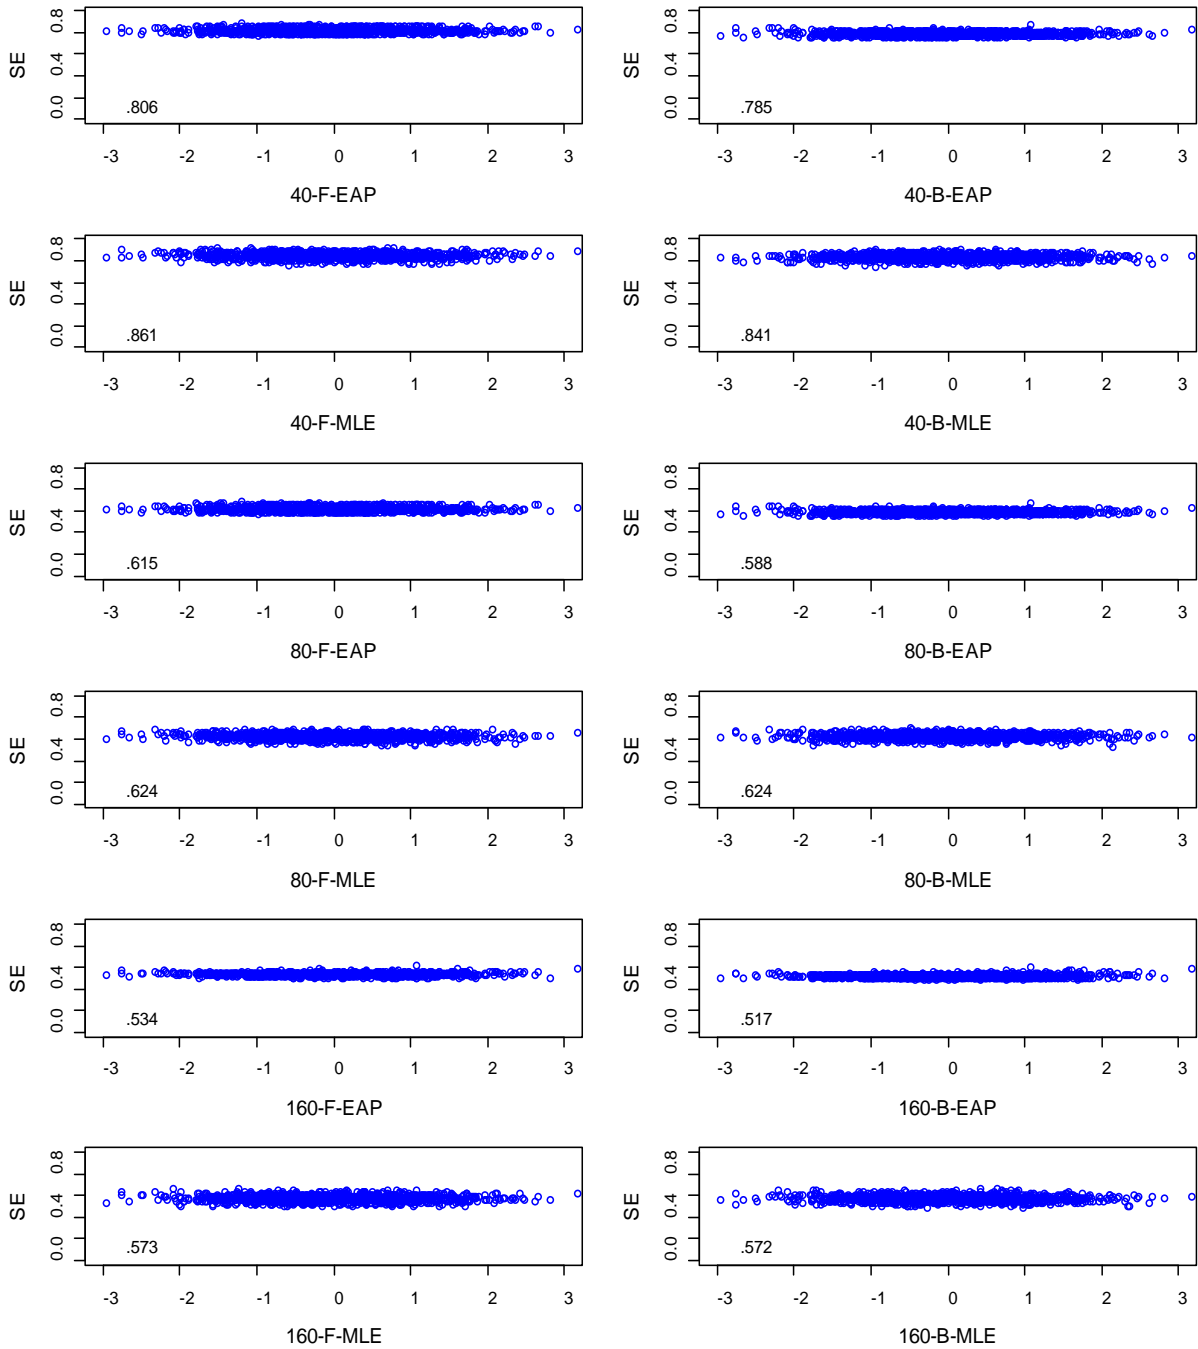 SE
0.0 0.4 0.8
.806
-3 -2 -1 0 1 2 3
40-F-EAP
SE
0.0 0.4 0.8
.785
-3 -2 -1 0 1 2 3
40-B-EAP
SE
0.0 0.4 0.8
.861
-3 -2 -1 0 1 2 3
40-F-MLE
SE
0.0 0.4 0.8
.841
-3 -2 -1 0 1 2 3
40-B-MLE
SE
0.0 0.4 0.8
.615
-3 -2 -1 0 1 2 3
80-F-EAP
SE
0.0 0.4 0.8
.588
-3 -2 -1 0 1 2 3
80-B-EAP
SE
0.0 0.4 0.8
.624
-3 -2 -1 0 1 2 3
80-F-MLE
SE
0.0 0.4 0.8
.624
-3 -2 -1 0 1 2 3
80-B-MLE
SE
0.0 0.4 0.8
.534
-3 -2 -1 0 1 2 3
160-F-EAP
SE
0.0 0.4 0.8
.517
-3 -2 -1 0 1 2 3
160-B-EAP
SE
0.0 0.4 0.8
.573
-3 -2 -1 0 1 2 3
160-F-MLE
SE
0.0 0.4 0.8
.572
-3 -2 -1 0 1 2 3
160-B-MLE